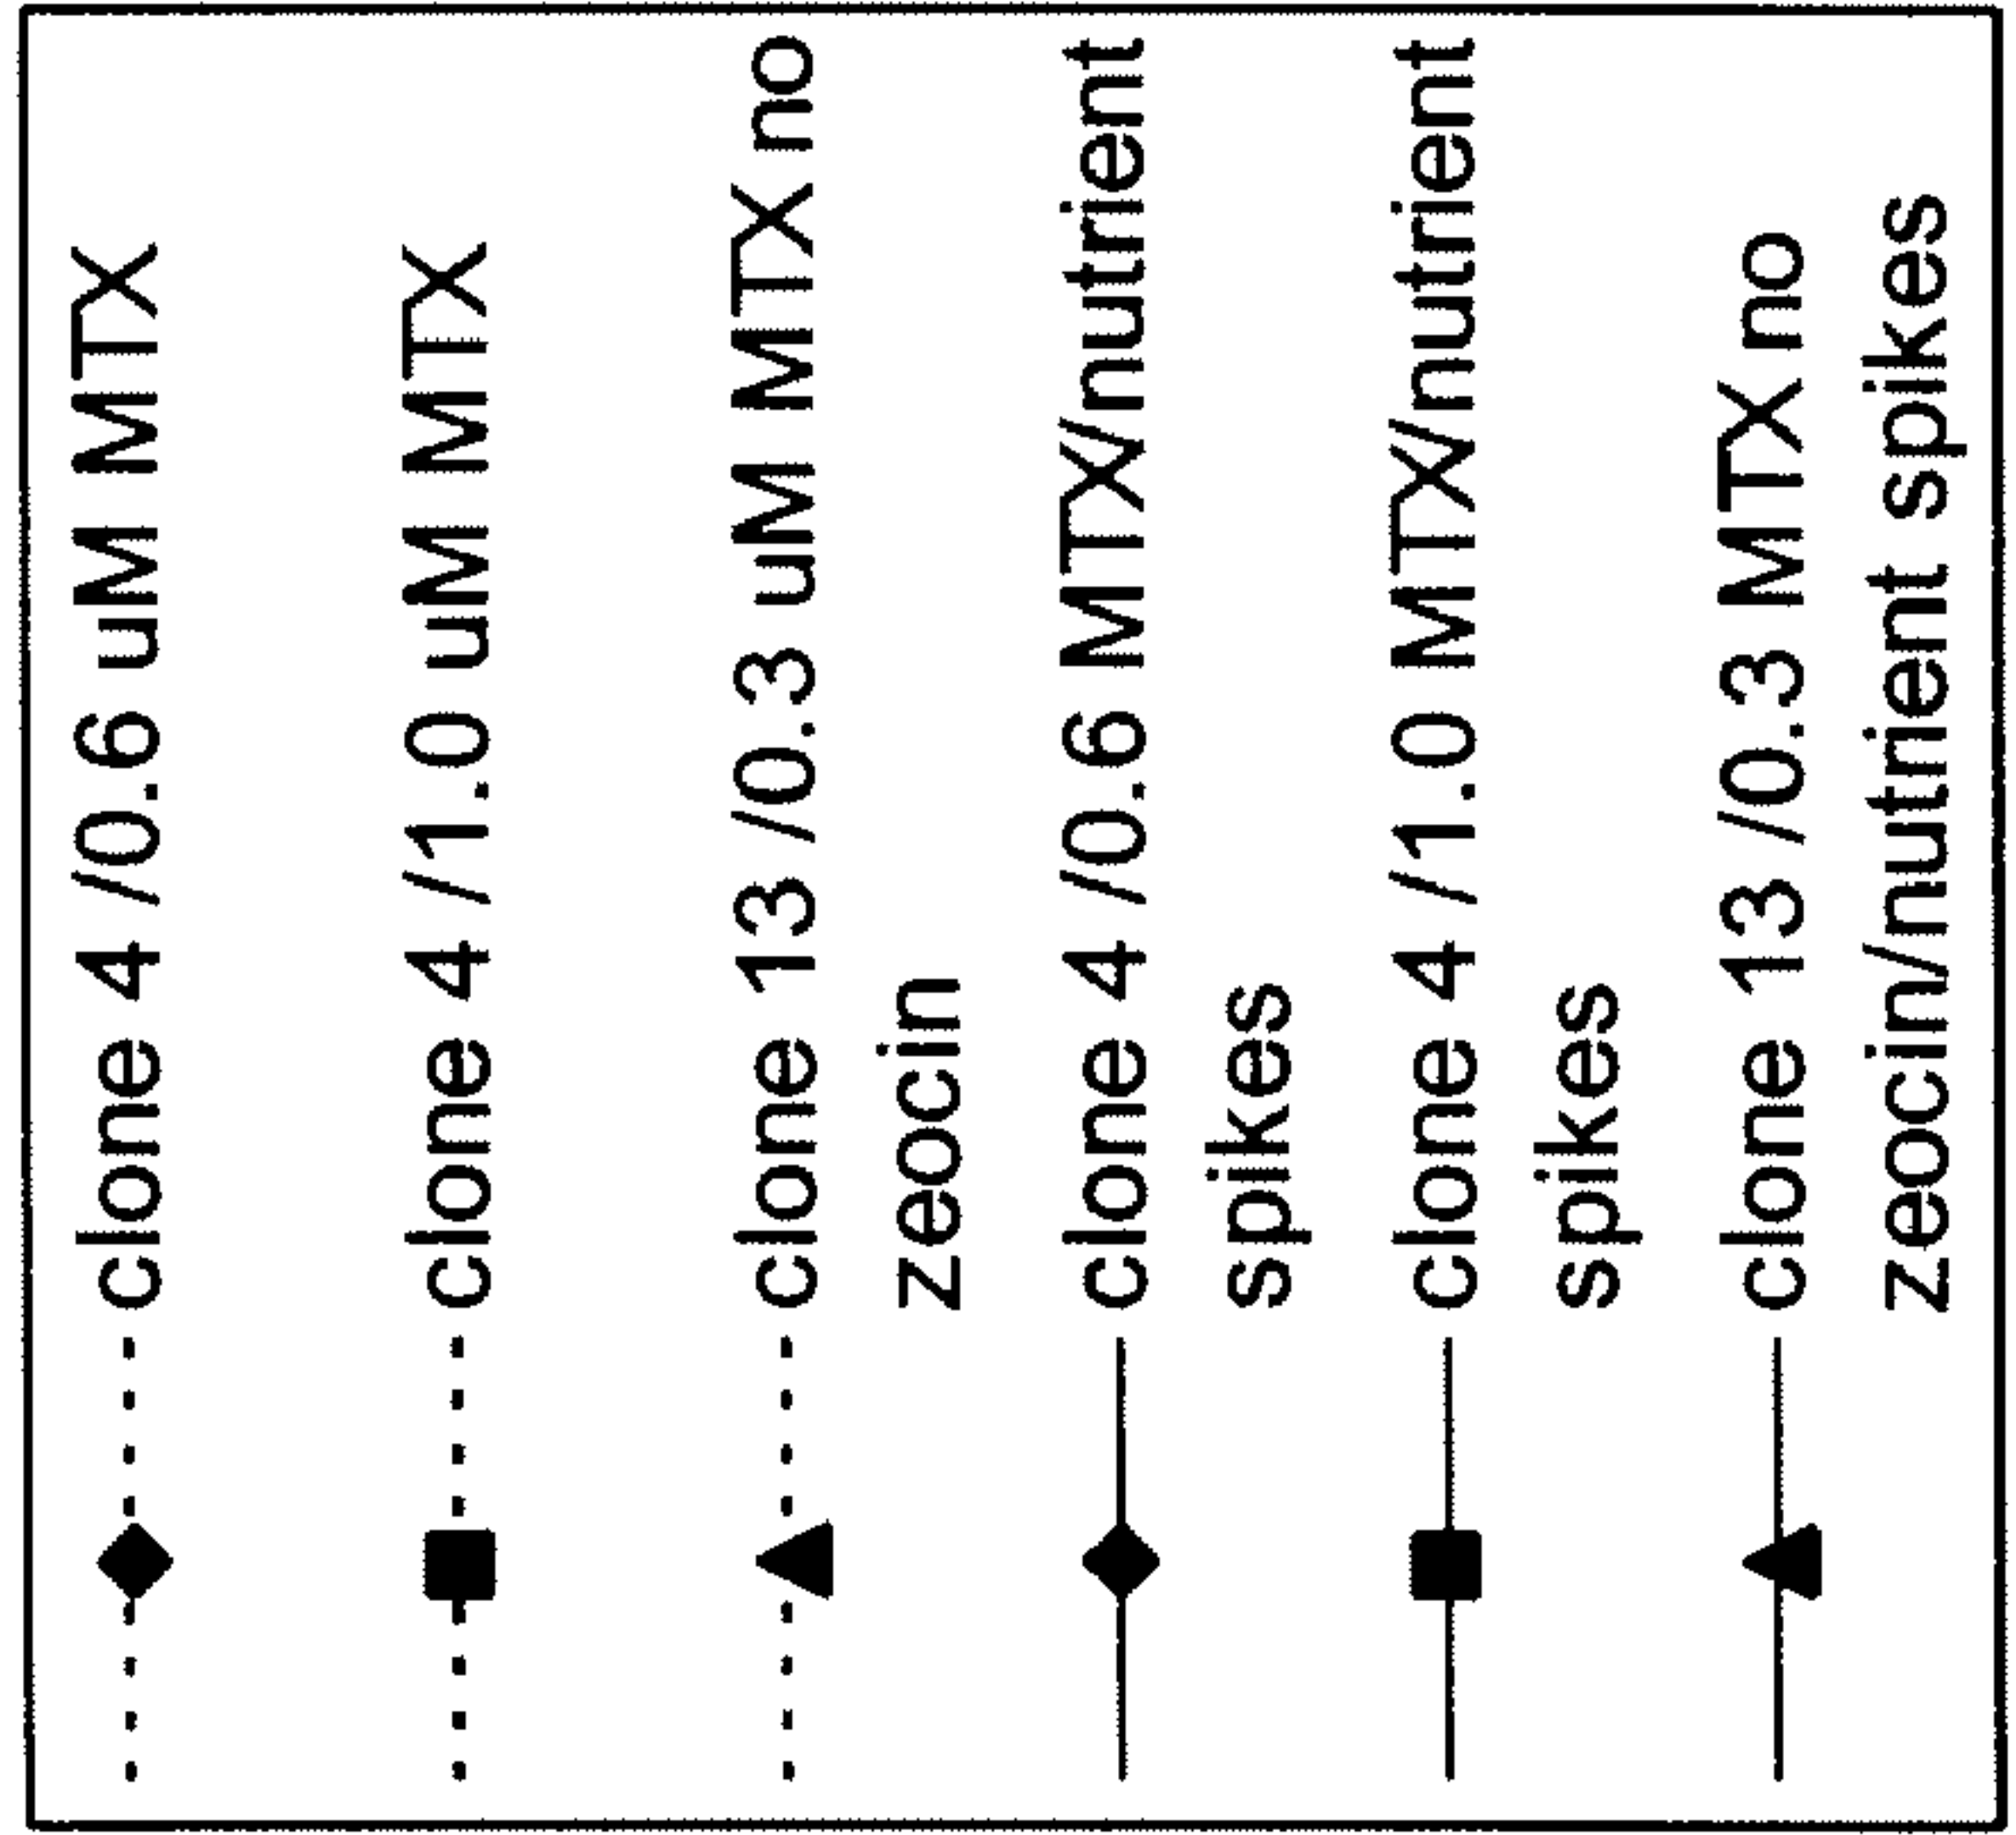 clone 4 /0.6 uM MTX
clone 4 /1.0 uM MTX
clone 13 /0.3 uM MTX no
zeocin
clone 4 /0.6 MTX/nutrient
spikes
clone 4 /1.0 MTX/nutrient
spikes
clone 13 /0.3 MTX no
zeocin/nutrient spikes